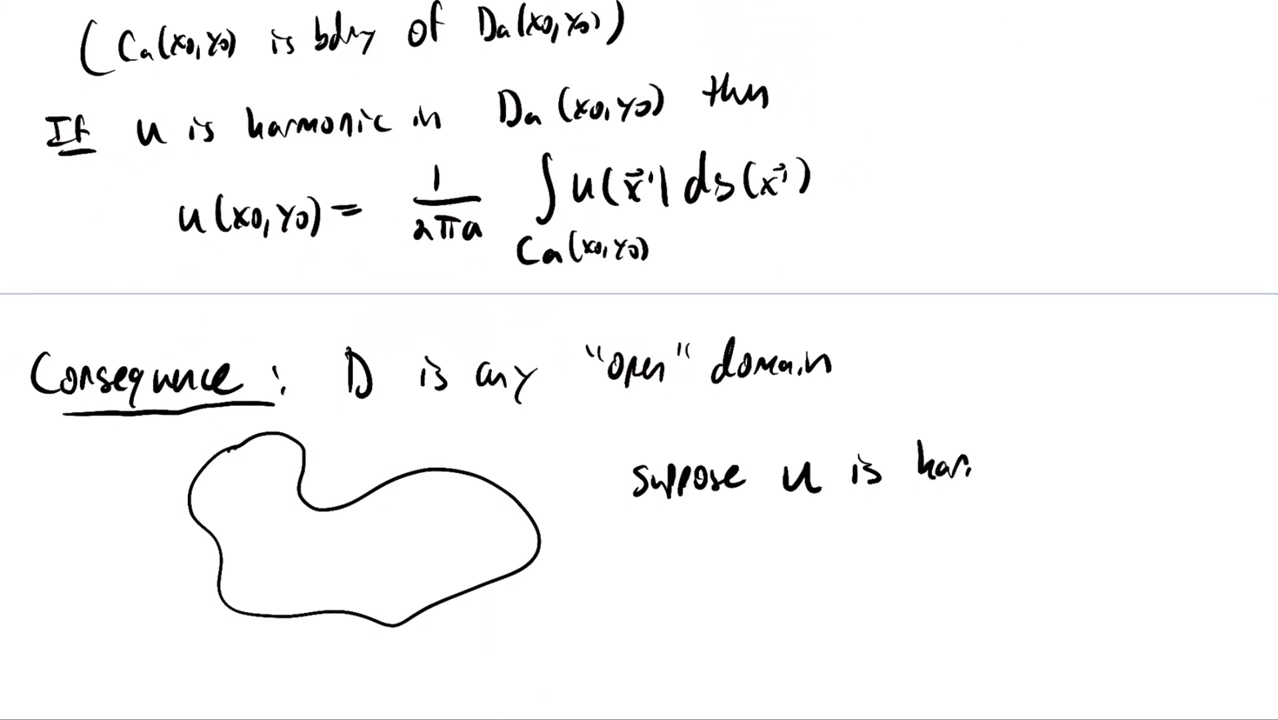 (Ca(x0,y0) is bdry of Da(x0,y0))
If u is harmonic in Da(x0,y0) then
u(x0,y0) = 1/2πa ∫ u(x⃗') ds(x⃗')
Ca(x0,y0)
Consequence : D is any "open" domain
suppose u is har